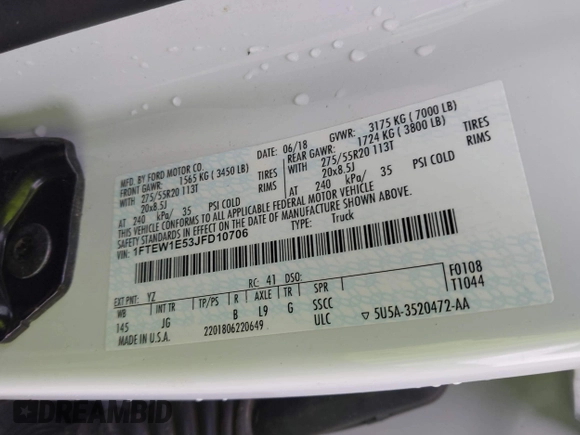 MFD. BY FORD MOTOR CO.
DATE: 06/18 GVWR: 3175 KG ( 7000 LB)
FRONT GAWR: 1565 KG ( 3450 LB) REAR GAWR: 1724 KG ( 3800 LB)
WITH 275/55R20 113T TIRES WITH 275/55R20 113T TIRES
20x8.5J RIMS 20x8.5J RIMS
AT 240 kPa/ 35 PSI COLD AT 240 kPa/ 35 PSI COLD
THIS VEHICLE CONFORMS TO ALL APPLICABLE FEDERAL MOTOR VEHICLE
SAFETY STANDARDS IN EFFECT ON THE DATE OF MANUFACTURE SHOWN ABOVE.
1FTEW1E53JFD10706 TYPE: Truck
EXT PNT: YZ RC: 41 DSO: F0108
WB INT TR TP/PS R AXLE TR SPR T1044
145 JG B L9 G SSCC
MADE IN U.S.A. 2201806220649 ULC ▽ 5U5A-3520472-AA
DREAMBID